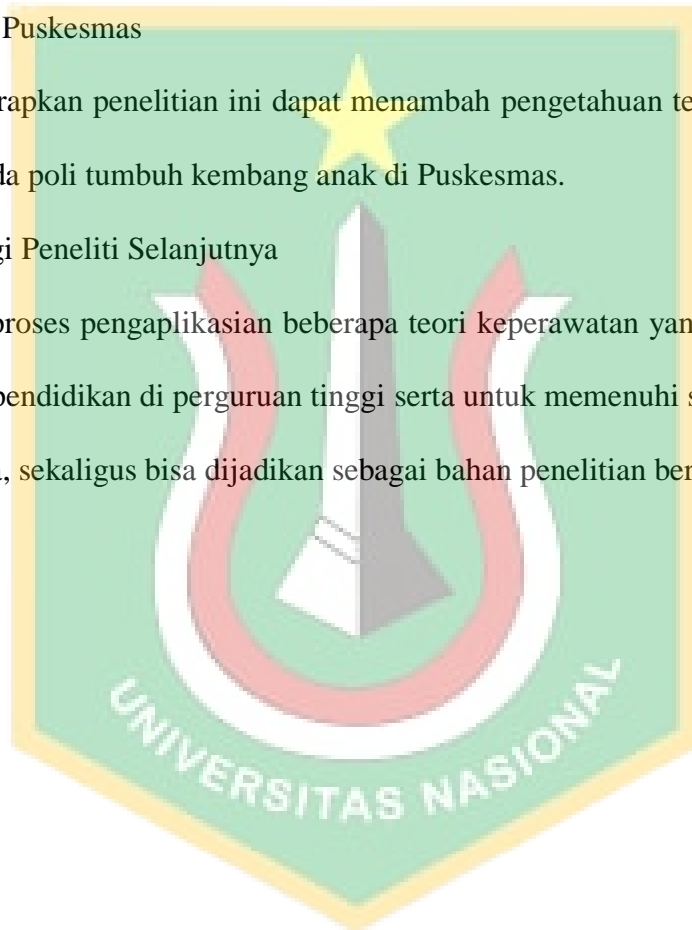 Puskesmas
rapkan penelitian ini dapat menambah pengetahuan te
da poli tumbuh kembang anak di Puskesmas.
gi Peneliti Selanjutnya
proses pengaplikasian beberapa teori keperawatan yan
pendidikan di perguruan tinggi serta untuk memenuhi s
, sekaligus bisa dijadikan sebagai bahan penelitian ber
UNIVERSITAS NASIONAL